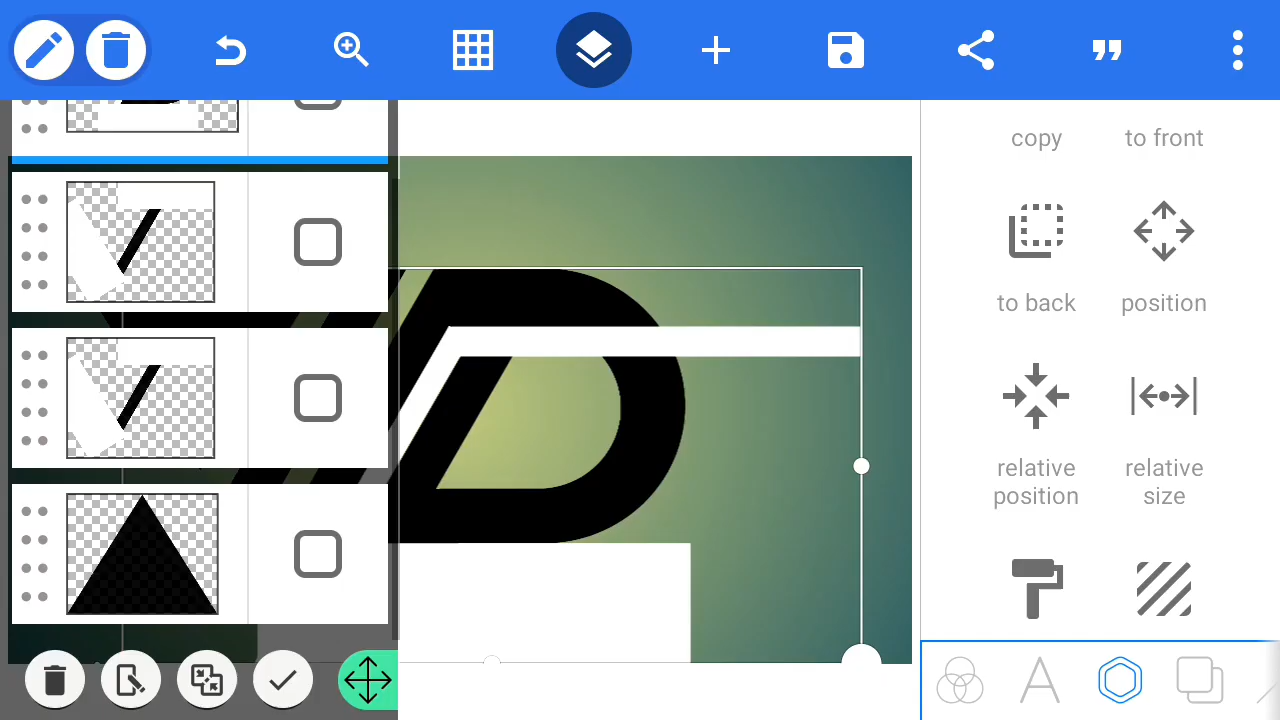 copy
to front
to back
position
relative
position
relative
size